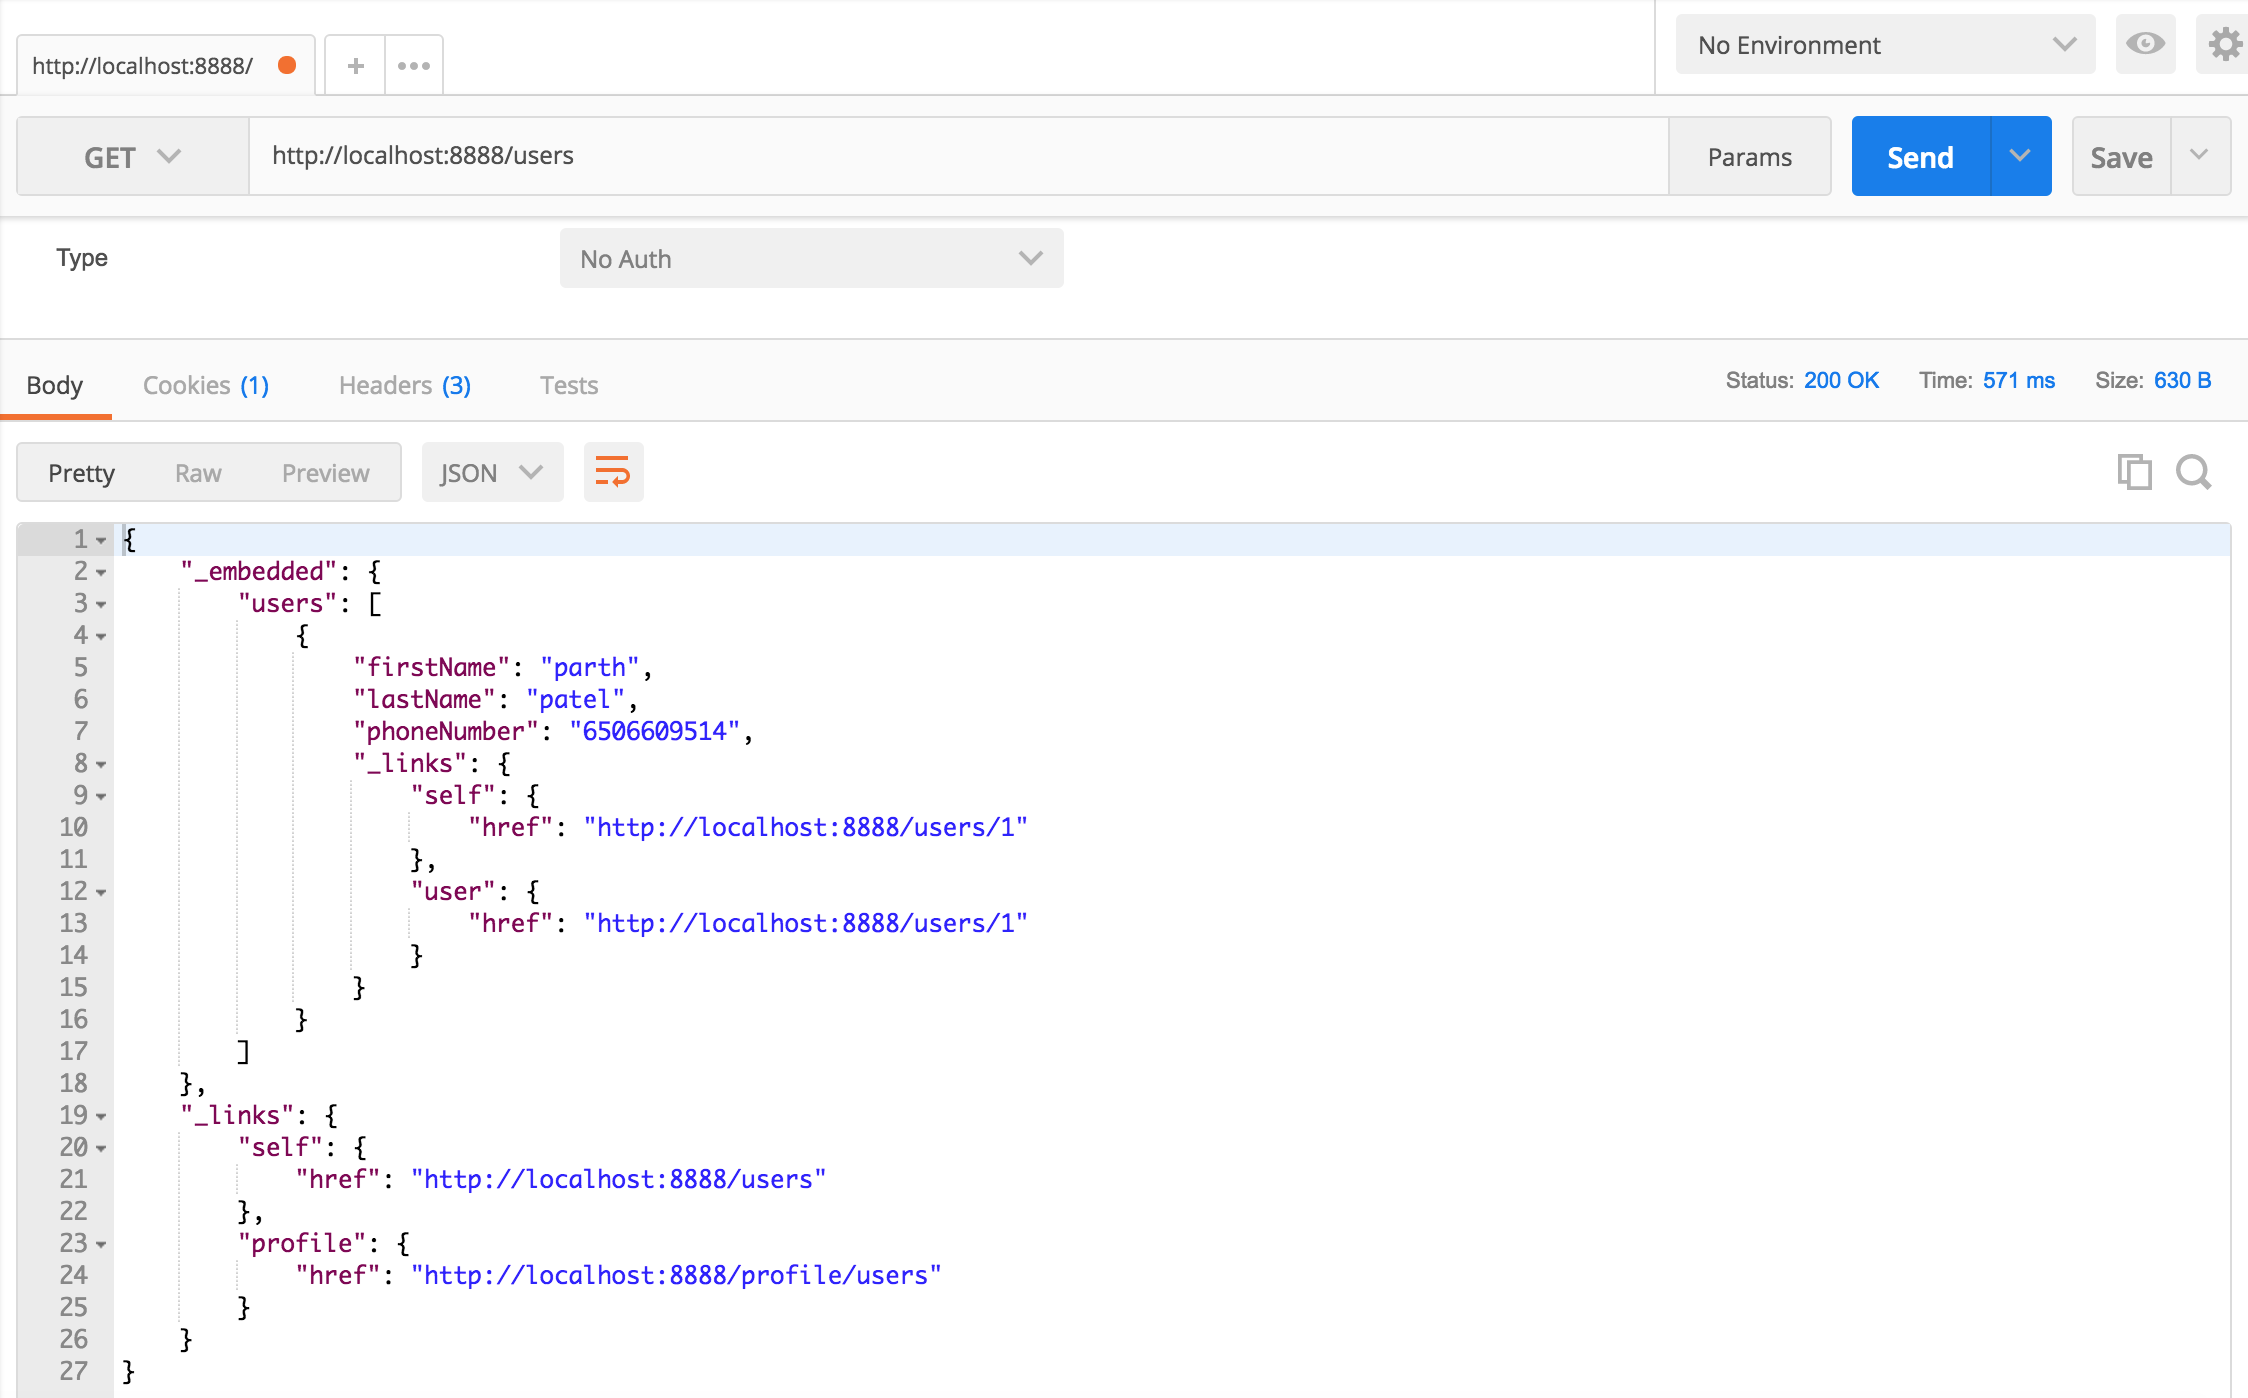 http://localhost:8888/
No Environment
GET http://localhost:8888/users Params Send Save
Type No Auth
Body Cookies (1) Headers (3) Tests Status: 200 OK Time: 571 ms Size: 630 B
Pretty Raw Preview JSON
1 {
2 "_embedded": {
3 "users": [
4 {
5 "firstName": "parth",
6 "lastName": "patel",
7 "phoneNumber": "6506609514",
8 "_links": {
9 "self": {
10 "href": "http://localhost:8888/users/1"
11 },
12 "user": {
13 "href": "http://localhost:8888/users/1"
14 }
15 }
16 }
17 ]
18 },
19 "_links": {
20 "self": {
21 "href": "http://localhost:8888/users"
22 },
23 "profile": {
24 "href": "http://localhost:8888/profile/users"
25 }
26 }
27 }